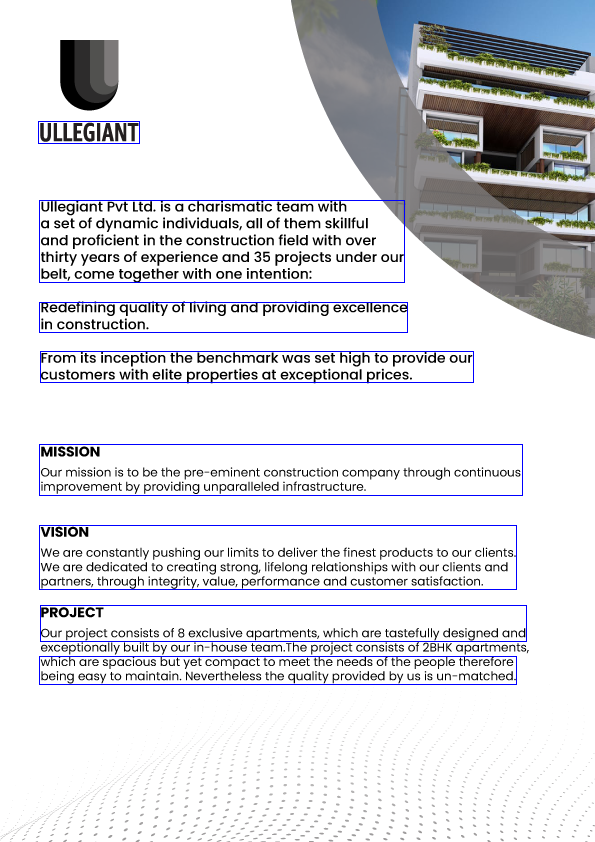 ULLEGIANT
Ullegiant Pvt Ltd. is a charismatic team with
a set of dynamic individuals, all of them skillful
and proficient in the construction field with over
thirty years of experience and 35 projects under our
belt, come together with one intention:
Redefining quality of living and providing excellence
in construction.
From its inception the benchmark was set high to provide our
customers with elite properties at exceptional prices.
MISSION
Our mission is to be the pre-eminent construction company through continuous
improvement by providing unparalleled infrastructure.
VISION
We are constantly pushing our limits to deliver the finest products to our clients.
We are dedicated to creating strong, lifelong relationships with our clients and
partners, through integrity, value, performance and customer satisfaction.
PROJECT
Our project consists of 8 exclusive apartments, which are tastefully designed and
exceptionally built by our in-house team.The project consists of 2BHK apartments,
which are spacious but yet compact to meet the needs of the people therefore
being easy to maintain. Nevertheless the quality provided by us is un-matched.